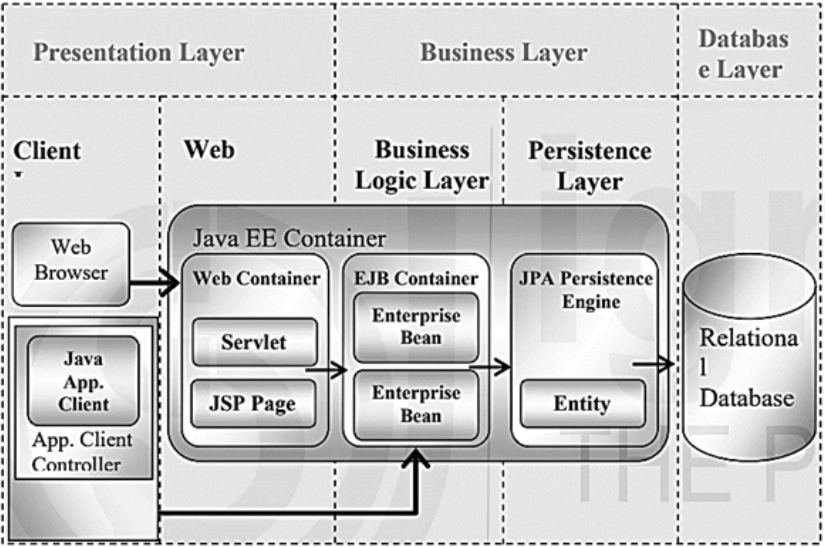 Presentation Layer
Business Layer
Databas
e Layer
Client
Web
Business
Logic Layer
Persistence
Layer
Java EE Container
Web
Browser
Web Container
EJB Container
JPA Persistence
Engine
Servlet
JSP Page
Enterprise
Bean
Enterprise
Bean
Entity
Relationa
l
Database
Java
App.
Client
App. Client
Controller
ig
THE P